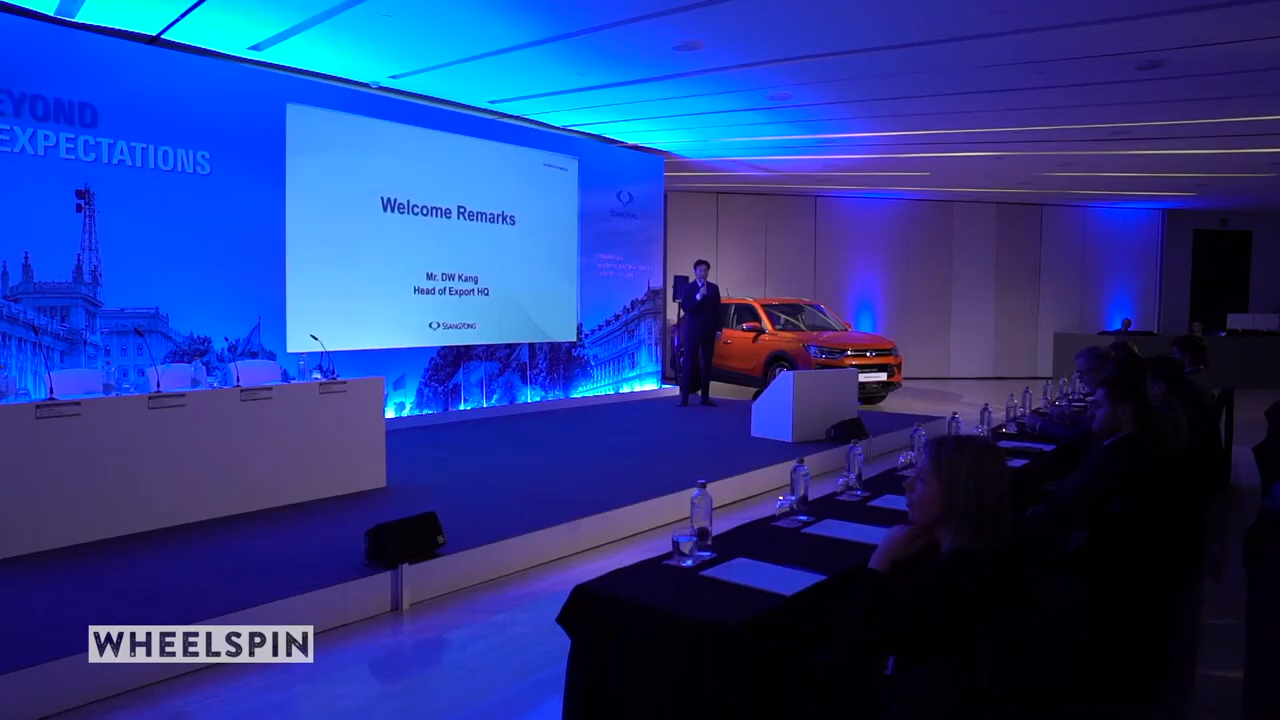 EYOND
EXPECTATIONS
Welcome Remarks
Mr. DW Kang
Head of Export HQ
SSANGYONG
SSANGYONG
WHEELSPIN